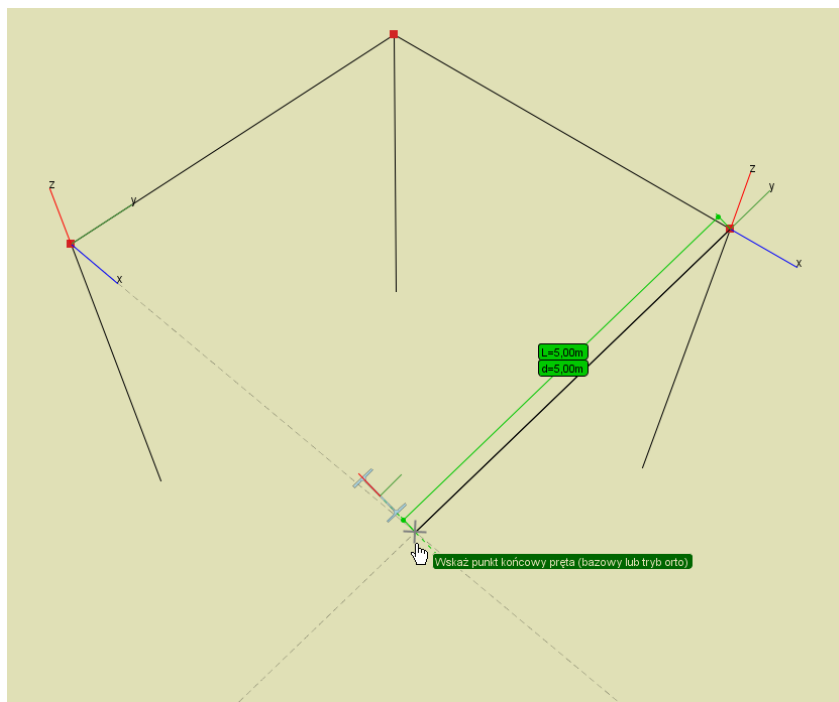 z
y
x
z
y
x
L=5,00m
d=5,00m
Wskaż punkt końcowy pręta (bazowy lub tryb orto)